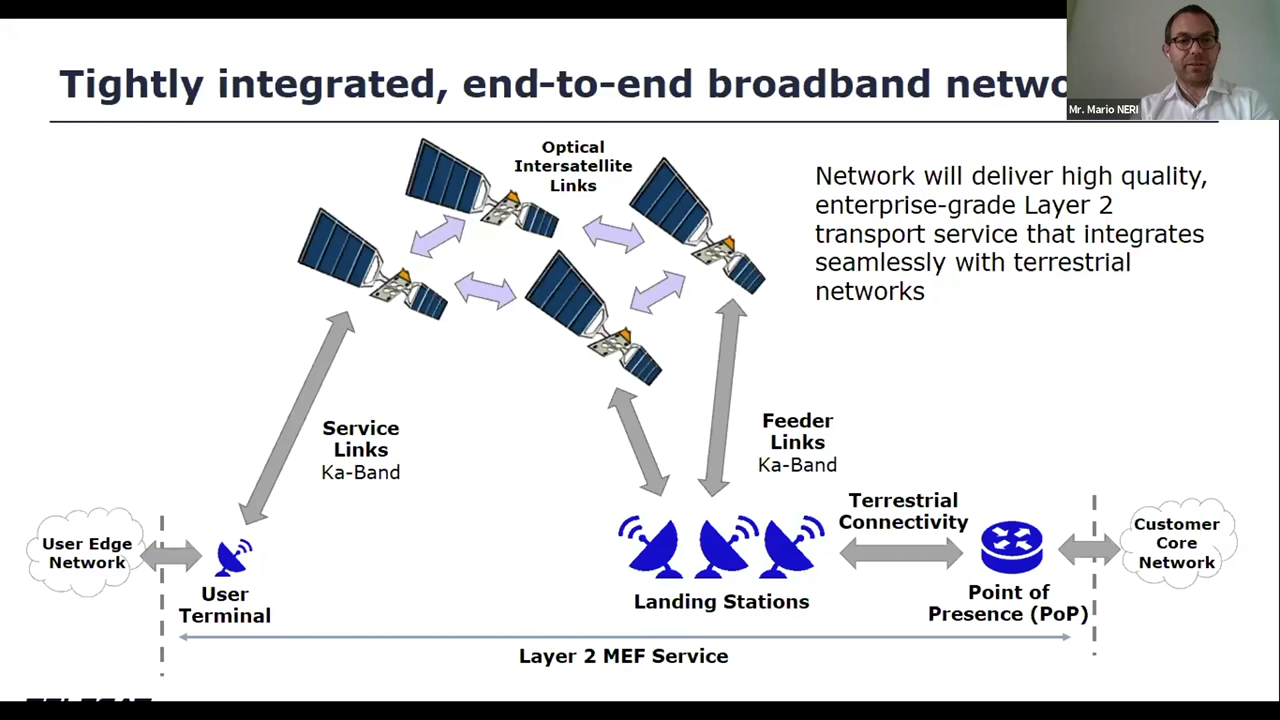 Tightly integrated, end-to-end broadband netwo
Mr. Mario NERI
Optical
Intersatellite
Links
Network will deliver high quality,
enterprise-grade Layer 2
transport service that integrates
seamlessly with terrestrial
networks
Service
Links
Ka-Band
Feeder
Links
Ka-Band
Terrestrial
Connectivity
User Edge
Network
Customer
Core
Network
User
Terminal
Landing Stations
Point of
Presence (PoP)
Layer 2 MEF Service